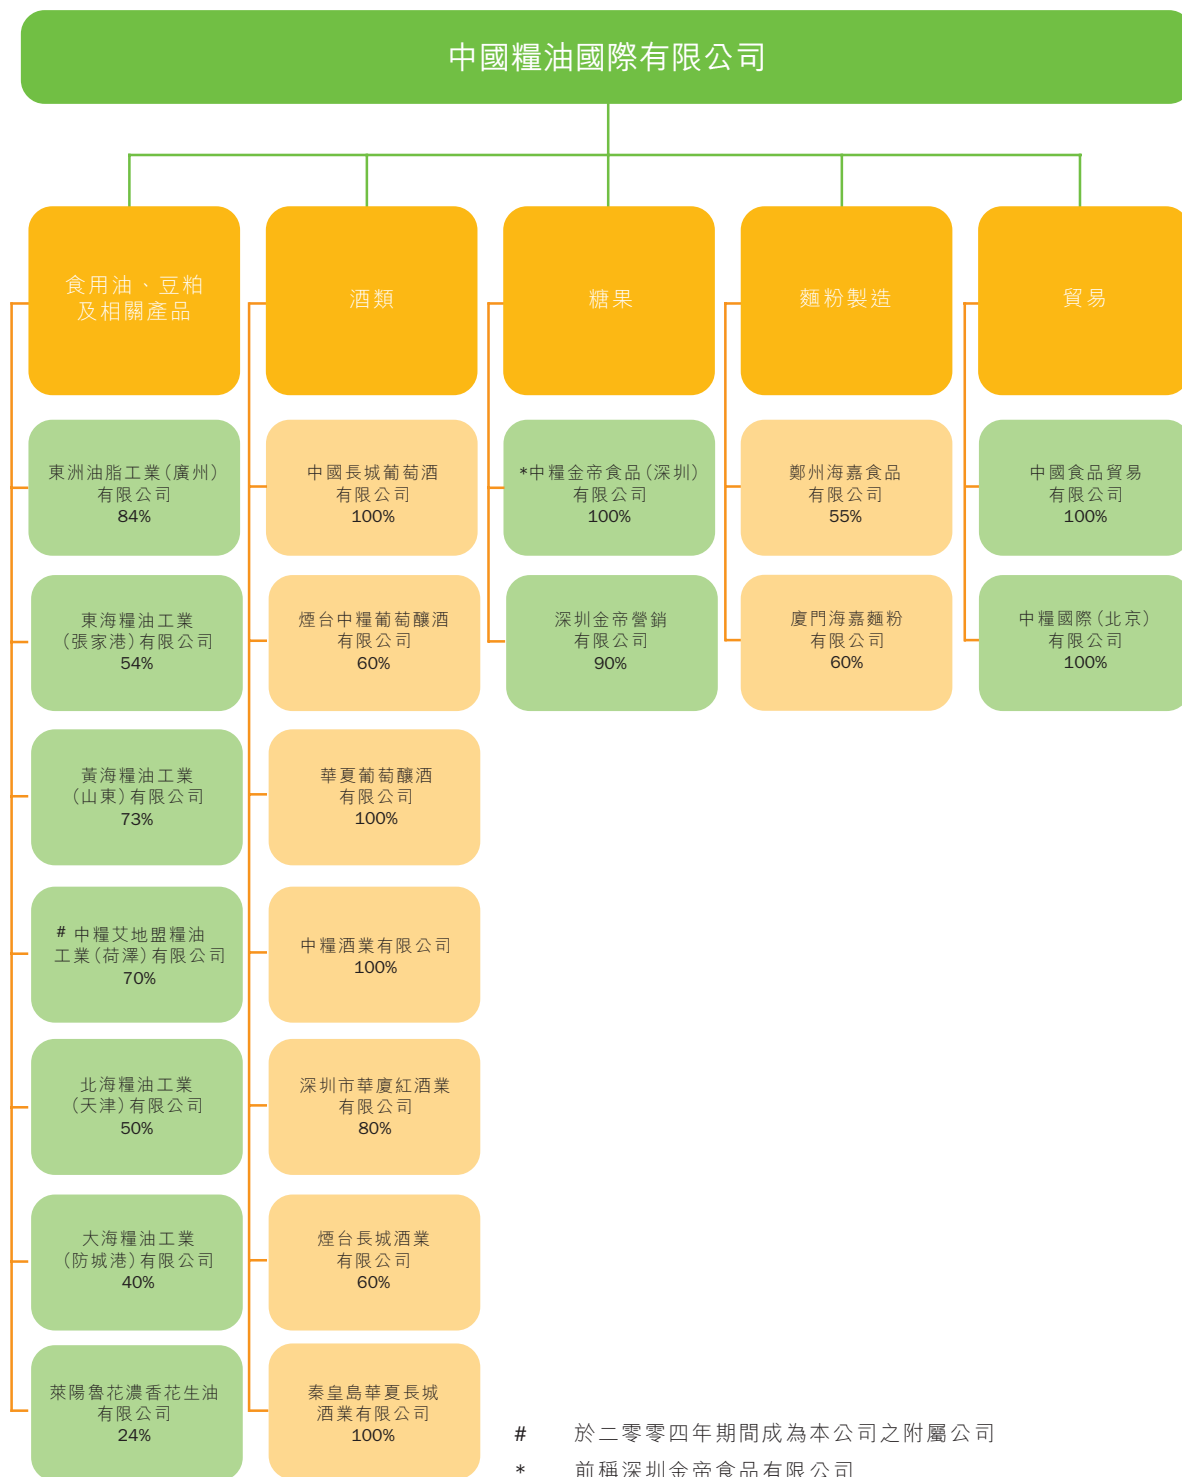 中國糧油國際有限公司
食用油、豆粕
及相關產品
酒類
糖果
麵粉製造
貿易
東洲油脂工業(廣州)
有限公司
84%
中國長城葡萄酒
有限公司
100%
*中糧金帝食品(深圳)
有限公司
100%
鄭州海嘉食品
有限公司
55%
中國食品貿易
有限公司
100%
東海糧油工業
(張家港)有限公司
54%
煙台中糧葡萄釀酒
有限公司
60%
深圳金帝營銷
有限公司
90%
廈門海嘉麵粉
有限公司
60%
中糧國際(北京)
有限公司
100%
黃海糧油工業
(山東)有限公司
73%
華夏葡萄釀酒
有限公司
100%
# 中糧艾地盟糧油
工業(荷澤)有限公司
70%
中糧酒業有限公司
100%
北海糧油工業
(天津)有限公司
50%
深圳市華廈紅酒業
有限公司
80%
大海糧油工業
(防城港)有限公司
40%
煙台長城酒業
有限公司
60%
萊陽魯花濃香花生油
有限公司
24%
秦皇島華夏長城
酒業有限公司
100%
# 於二零零四年期間成為本公司之附屬公司
* 前稱深圳金帝食品有限公司